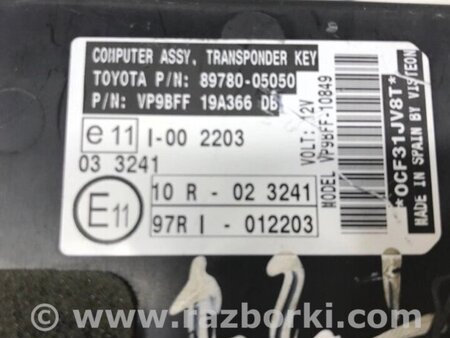 COMPUTER ASSY, TRANSPONDER KEY
TOYOTA P/N: 89780-05050
P/N: VP9BFF 19A366 DB
e 11 I-00 2203
03 3241
E11
10 R - 02 3241
97R I - 012203
VOLT: 12V
MODEL VP9BFF-10849
*0CF31JV8T*
MADE IN SPAIN BY VISTEON
www.razborki.com